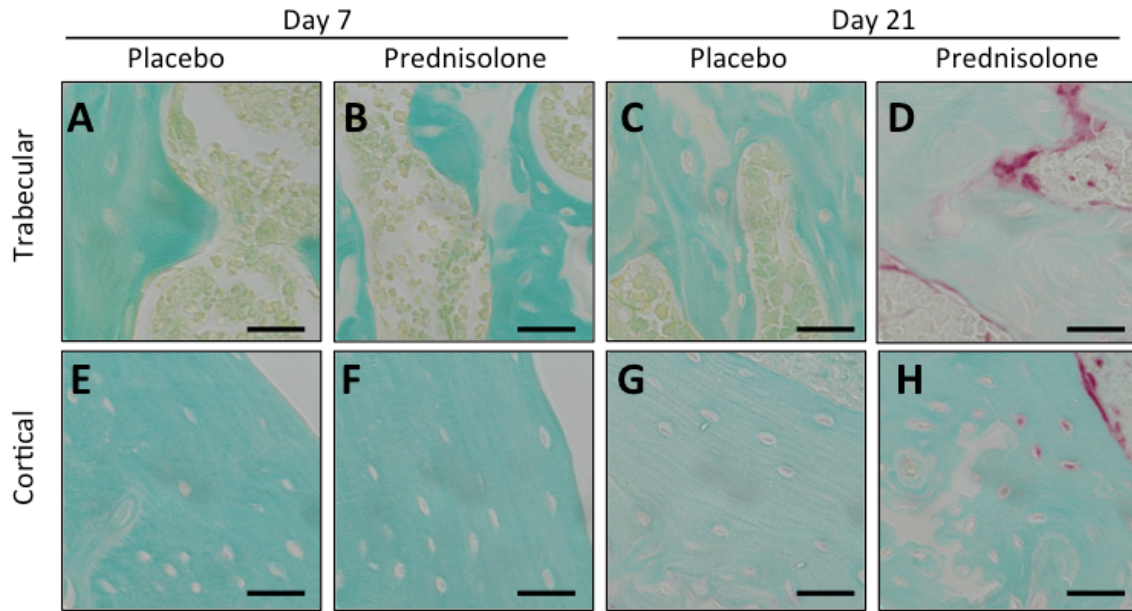 Day 7 Day 21
Placebo Prednisolone Placebo Prednisolone
Trabecular
A B C D
Cortical
E F G H